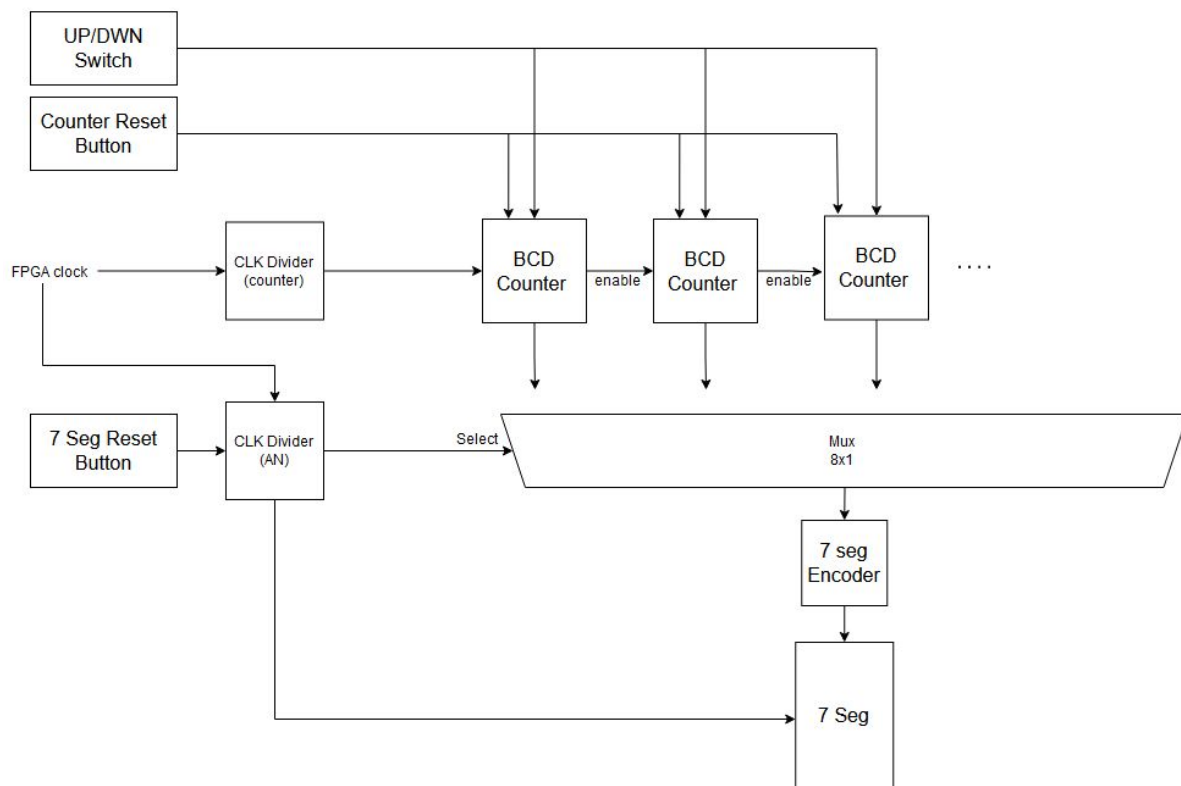 UP/DWN
Switch
Counter Reset
Button
FPGA clock
CLK Divider
(counter)
BCD
Counter
enable
BCD
Counter
enable
BCD
Counter
. . . .
7 Seg Reset
Button
CLK Divider
(AN)
Select
Mux
8x1
7 seg
Encoder
7 Seg